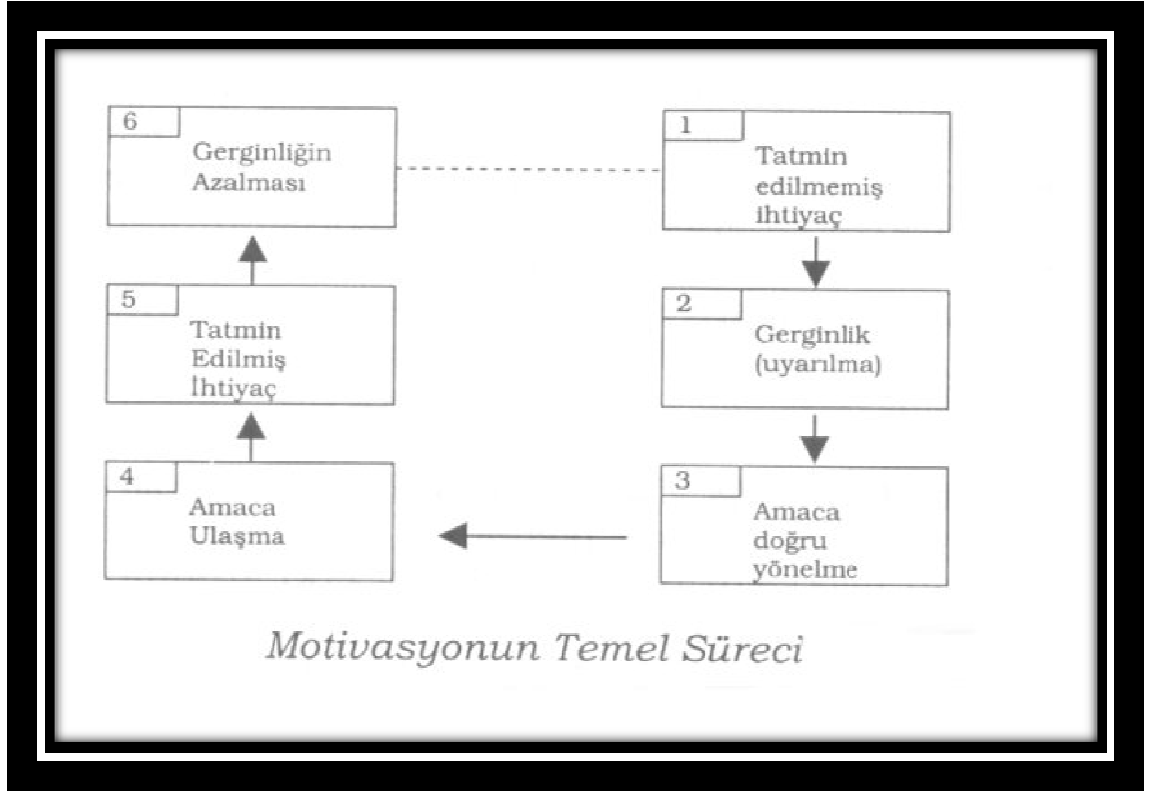 6
Gerginliğin
Azalması
1
Tatmin
edilmemiş
ihtiyaç
5
Tatmin
Edilmiş
İhtiyaç
2
Gerginlik
(uyarılma)
4
Amaca
Ulaşma
3
Amaca
doğru
yönelme
Motivasyonun Temel Süreci